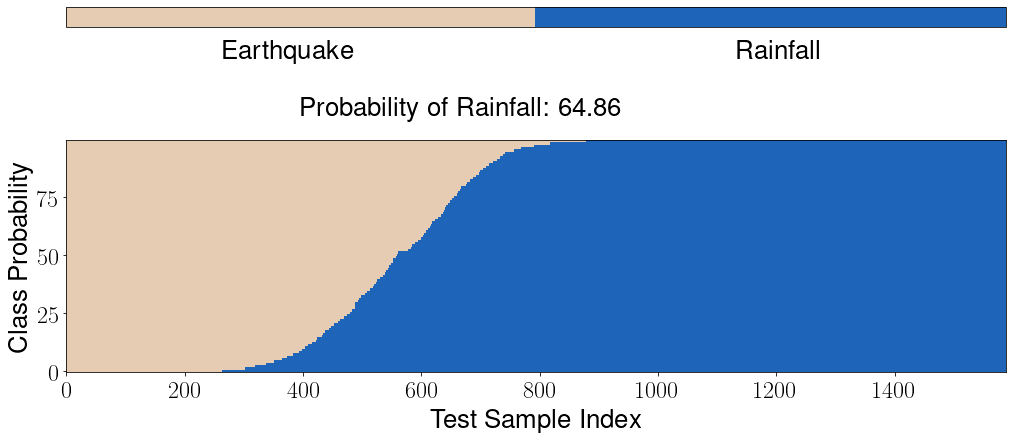 Earthquake Rainfall
Probability of Rainfall: 64.86
Class Probability
75
50
25
0
0 200 400 600 800 1000 1200 1400
Test Sample Index